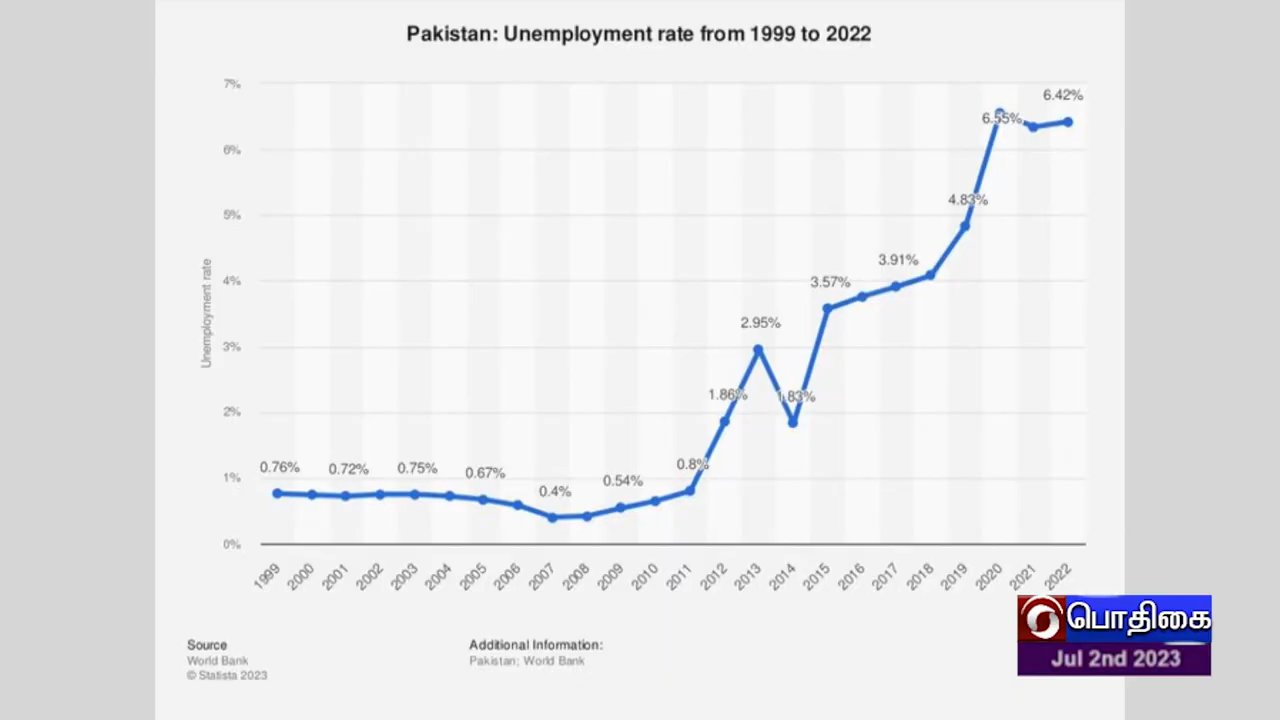 Pakistan: Unemployment rate from 1999 to 2022
7%
6%
5%
4%
3%
2%
1%
0%
Unemployment rate
0.76%
0.72%
0.75%
0.67%
0.4%
0.54%
0.8%
1.86%
2.95%
1.83%
3.57%
3.91%
4.83%
6.55%
6.42%
1999 2000 2001 2002 2003 2004 2005 2006 2007 2008 2009 2010 2011 2012 2013 2014 2015 2016 2017 2018 2019 2020 2021 2022
Source
World Bank
© Statista 2023
Additional Information:
Pakistan; World Bank
பொதிகை
Jul 2nd 2023